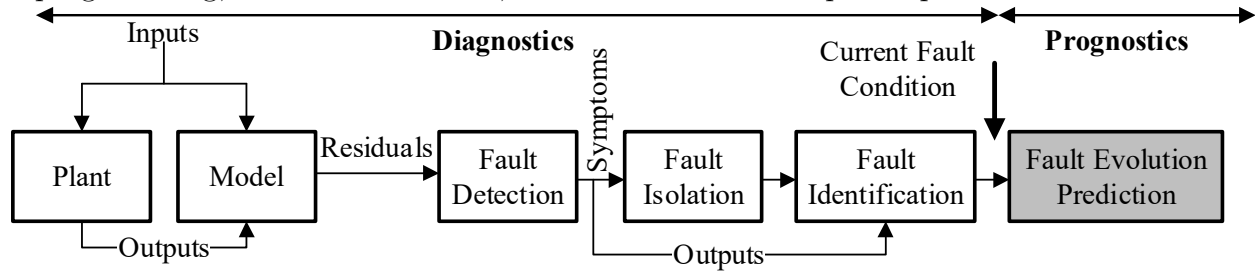 Inputs
Diagnostics
Prognostics
Current Fault
Condition
Symptoms
Plant
Model
Residuals
Fault
Detection
Fault
Isolation
Fault
Identification
Fault Evolution
Prediction
Outputs
Outputs